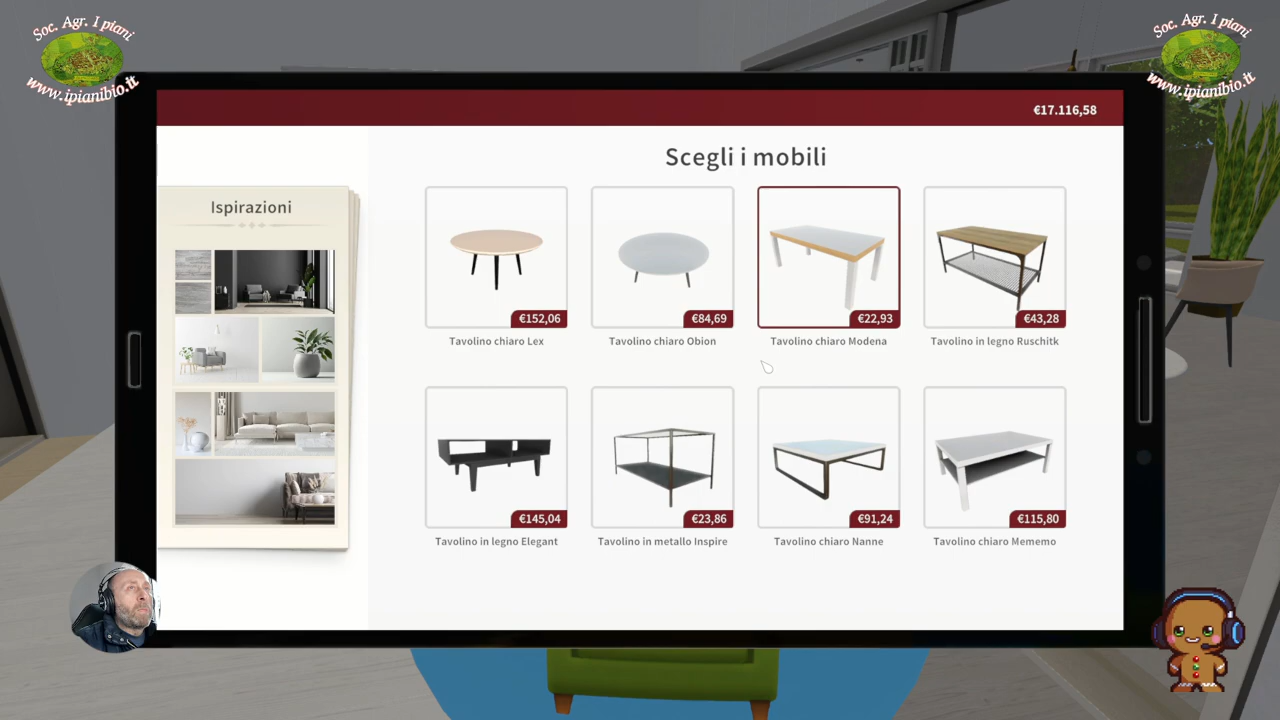 Soc. Agr. I piani
www.ipianibio.it
Soc. Agr. I piani
www.ipianibio.it
€17.116,58
Scegli i mobili
Ispirazioni
€152,06
€84,69
€22,93
€43,28
Tavolino chiaro Lex
Tavolino chiaro Obion
Tavolino chiaro Modena
Tavolino in legno Ruschitk
€145,04
€23,86
€91,24
€115,80
Tavolino in legno Elegant
Tavolino in metallo Inspire
Tavolino chiaro Nanne
Tavolino chiaro Mememo